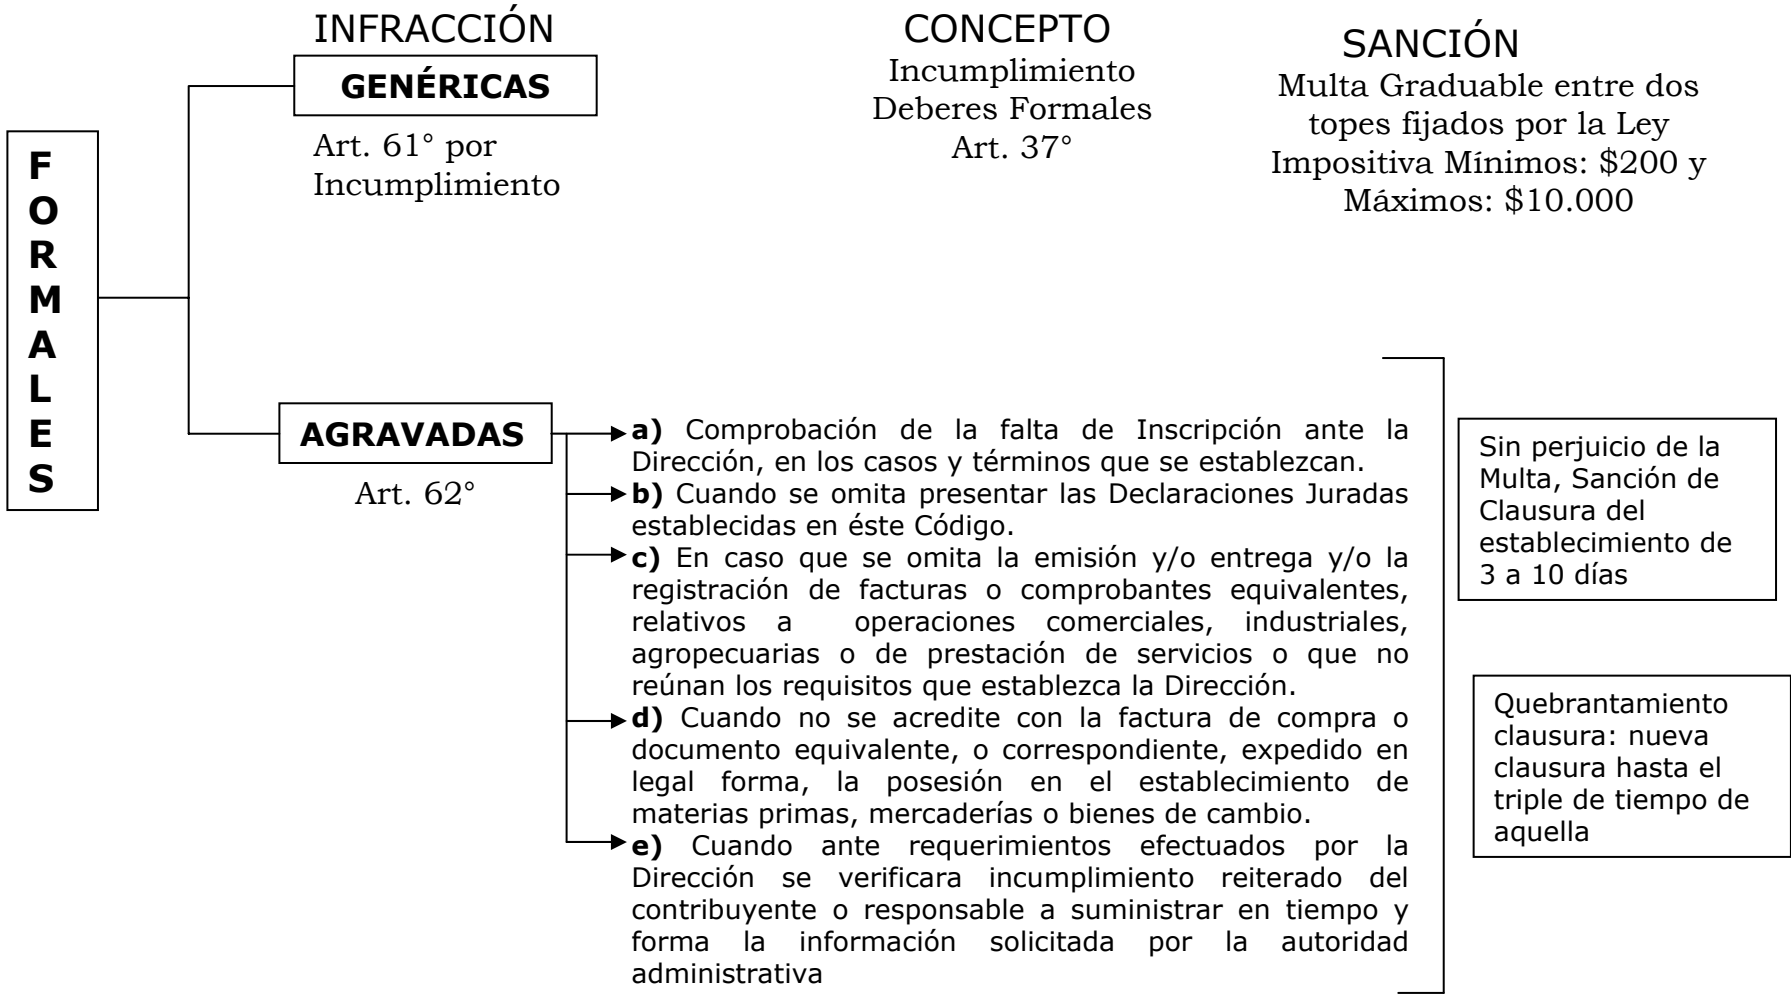 INFRACCIÓN
CONCEPTO
SANCIÓN
F
O
R
M
A
L
E
S
GENÉRICAS
Art. 61° por
Incumplimiento
Incumplimiento
Deberes Formales
Art. 37°
Multa Graduable entre dos
topes fijados por la Ley
Impositiva Mínimos: $200 y
Máximos: $10.000
AGRAVADAS
Art. 62°
a) Comprobación de la falta de Inscripción ante la
Dirección, en los casos y términos que se establezcan.
b) Cuando se omita presentar las Declaraciones Juradas
establecidas en éste Código.
c) En caso que se omita la emisión y/o entrega y/o la
registración de facturas o comprobantes equivalentes,
relativos a operaciones comerciales, industriales,
agropecuarias o de prestación de servicios o que no
reúnan los requisitos que establezca la Dirección.
d) Cuando no se acredite con la factura de compra o
documento equivalente, o correspondiente, expedido en
legal forma, la posesión en el establecimiento de
materias primas, mercaderías o bienes de cambio.
e) Cuando ante requerimientos efectuados por la
Dirección se verificara incumplimiento reiterado del
contribuyente o responsable a suministrar en tiempo y
forma la información solicitada por la autoridad
administrativa
Sin perjuicio de la
Multa, Sanción de
Clausura del
establecimiento de
3 a 10 días
Quebrantamiento
clausura: nueva
clausura hasta el
triple de tiempo de
aquella